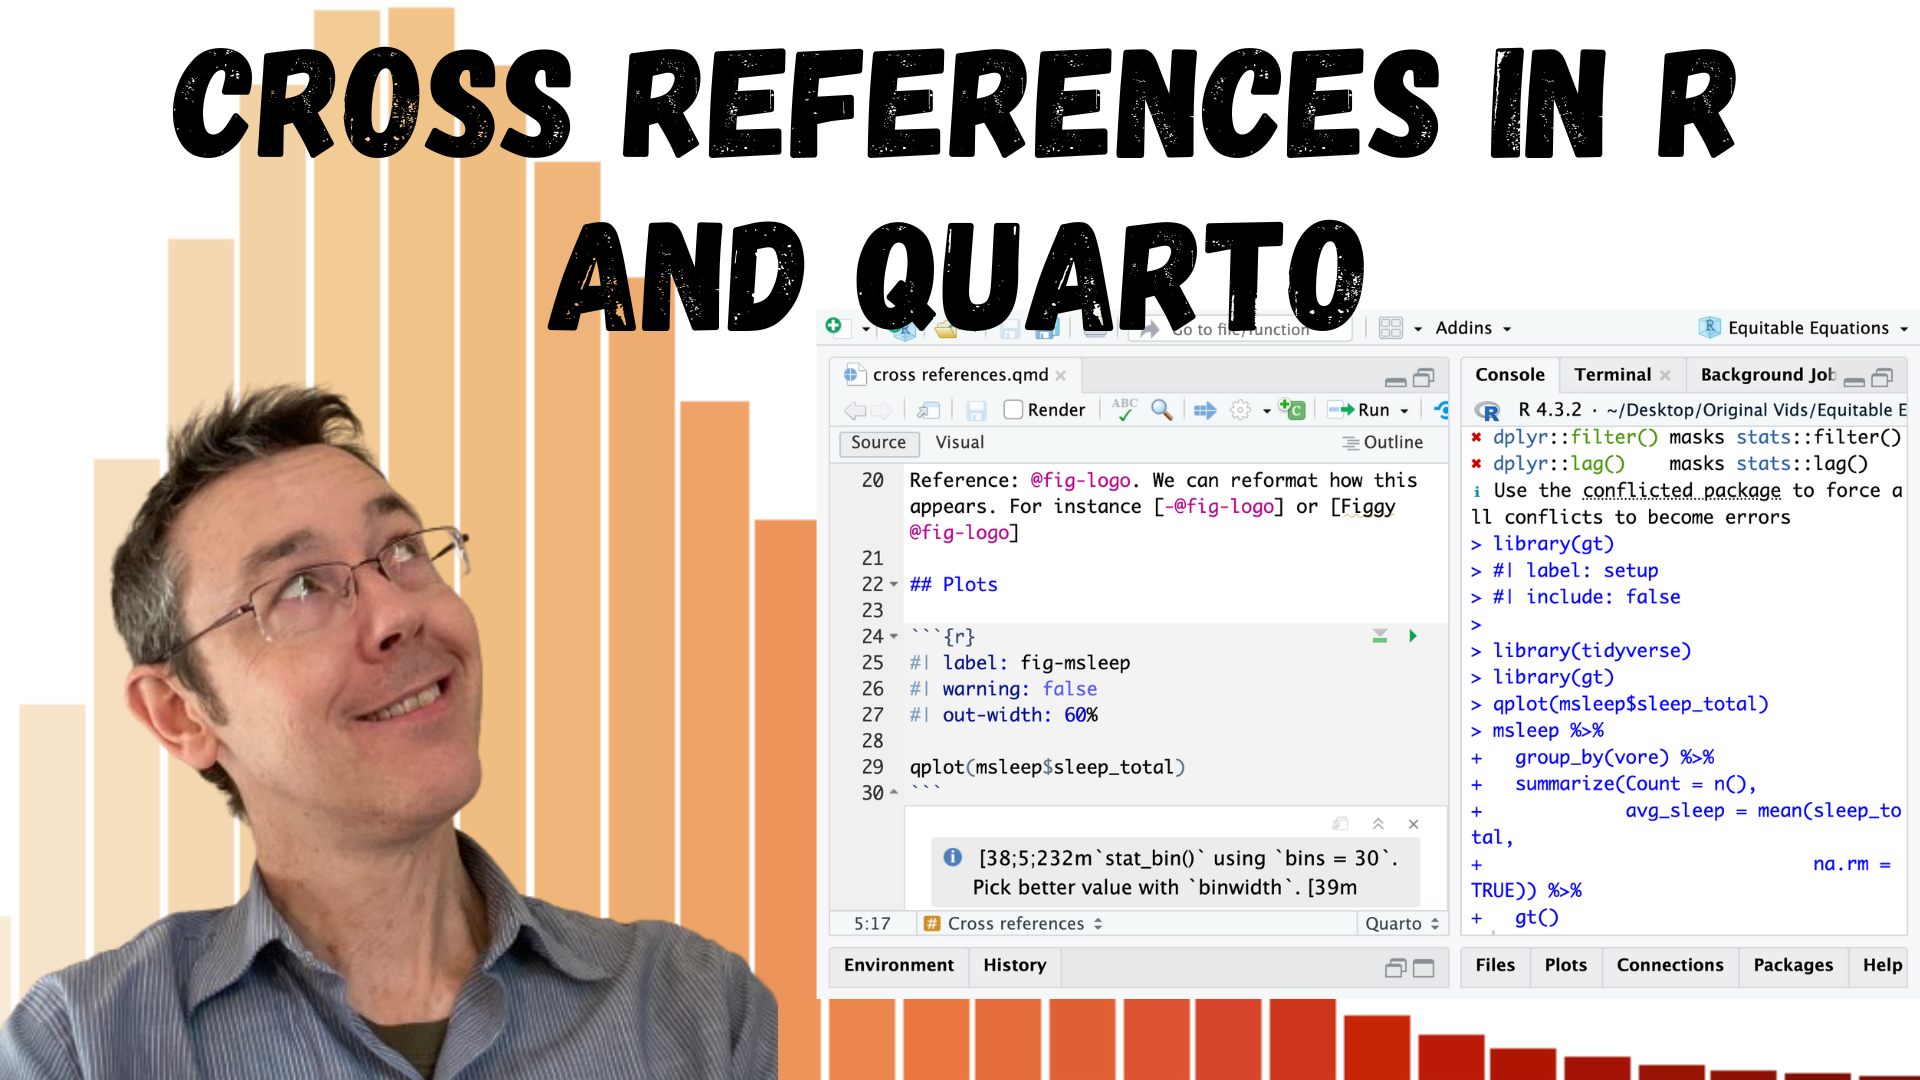 CROSS REFERENCES IN R
AND QUARTO
Go to file/function
Addins
Equitable Equations
cross references.qmd
Render
ABC
Run
Source
Visual
Outline
20 Reference: @fig-logo. We can reformat how this
appears. For instance [-@fig-logo] or [Figgy
@fig-logo]
21
22 ## Plots
23
24 ```{r}
25 #| label: fig-msleep
26 #| warning: false
27 #| out-width: 60%
28
29 qplot(msleep$sleep_total)
30 ```
[38;5;232m`stat_bin()` using `bins = 30`.
Pick better value with `binwidth`. [39m
5:17
# Cross references
Quarto
Environment
History
Console
Terminal
Background Job
R 4.3.2 · ~/Desktop/Original Vids/Equitable E
✖ dplyr::filter() masks stats::filter()
✖ dplyr::lag() masks stats::lag()
ℹ Use the conflicted package to force a
ll conflicts to become errors
> library(gt)
> #| label: setup
> #| include: false
>
> library(tidyverse)
> library(gt)
> qplot(msleep$sleep_total)
> msleep %>%
+ group_by(vore) %>%
+ summarize(Count = n(),
+ avg_sleep = mean(sleep_to
tal,
+ na.rm =
TRUE)) %>%
+ gt()
Files
Plots
Connections
Packages
Help